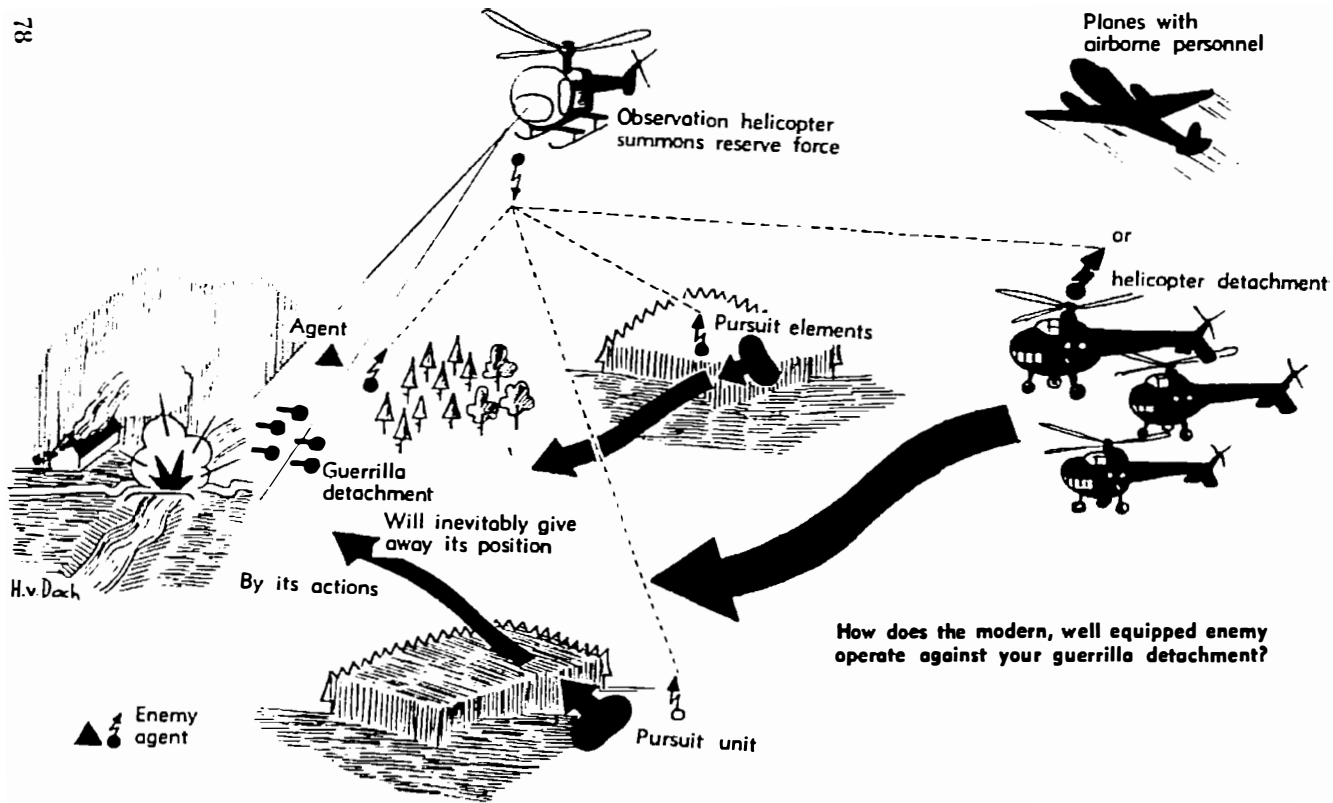 78
Planes with
airborne personnel
Observation helicopter
summons reserve force
or
helicopter detachment
Agent
Pursuit elements
Guerrilla
detachment
Will inevitably give
away its position
By its actions
H.v.Dach
How does the modern, well equipped enemy
operate against your guerrilla detachment?
Enemy
agent
Pursuit unit